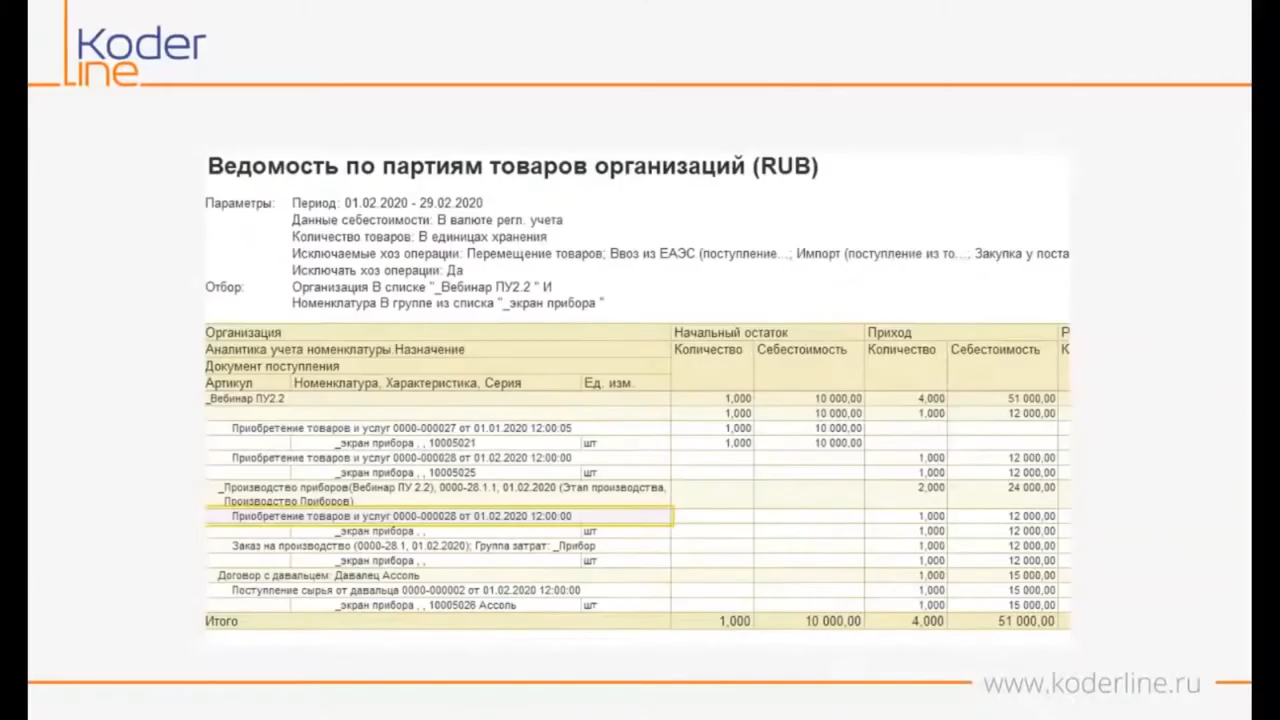 Koder
line
Ведомость по партиям товаров организаций (RUB)
Параметры: Период: 01.02.2020 - 29.02.2020
Данные себестоимости: В валюте регл. учета
Количество товаров: В единицах хранения
Исключаемые хоз операции: Перемещение товаров; Ввоз из ЕАЭС (поступление...; Импорт (поступление из то...; Закупка у поста
Исключать хоз операции: Да
Отбор: Организация В списке "_Вебинар ПУ2.2 " И
Номенклатура В группе из списка "_экран прибора "
Организация Начальный остаток Приход Р
Аналитика учета номенклатуры.Назначение Количество Себестоимость Количество Себестоимость К
Документ поступления
Артикул Номенклатура, Характеристика, Серия Ед. изм.
_Вебинар ПУ2.2 1,000 10 000,00 4,000 51 000,00
1,000 10 000,00 1,000 12 000,00
Приобретение товаров и услуг 0000-000027 от 01.01.2020 12:00:05 1,000 10 000,00
_экран прибора , , 10005021 шт 1,000 10 000,00
Приобретение товаров и услуг 0000-000028 от 01.02.2020 12:00:00 1,000 12 000,00
_экран прибора , , 10005025 шт 1,000 12 000,00
_Производство приборов(Вебинар ПУ 2.2), 0000-28.1.1, 01.02.2020 (Этап производства, 2,000 24 000,00
Производство Приборов)
Приобретение товаров и услуг 0000-000028 от 01.02.2020 12:00:00 1,000 12 000,00
_экран прибора , , шт 1,000 12 000,00
Заказ на производство (0000-28.1, 01.02.2020); Группа затрат: _Прибор 1,000 12 000,00
_экран прибора , , шт 1,000 12 000,00
Договор с давальцем: Давалец Ассоль 1,000 15 000,00
Поступление сырья от давальца 0000-000002 от 01.02.2020 12:00:00 1,000 15 000,00
_экран прибора , , 10005026 Ассоль шт 1,000 15 000,00
Итого 1,000 10 000,00 4,000 51 000,00
www.koderline.ru